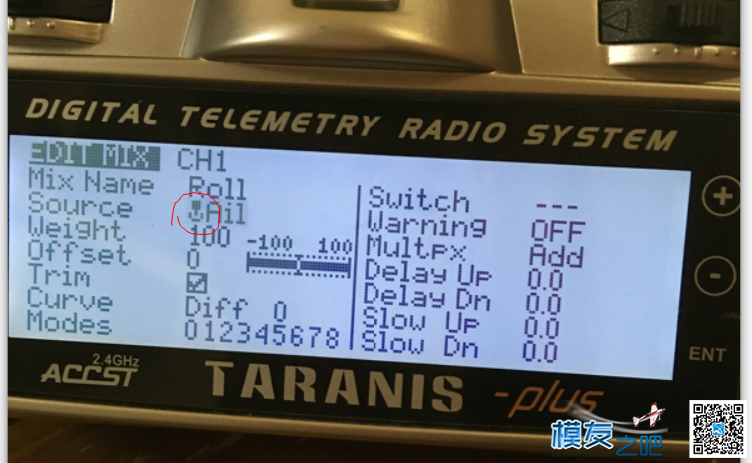 DIGITAL TELEMETRY RADIO SYSTEM
EDIT MIX CH1
Mix Name Roll
Source Ail
Weight 100
Offset 0
Trim
Curve Diff 0
Modes 012345678
-100 100
Switch ---
Warning OFF
Multpx Add
Delay Up 0.0
Delay Dn 0.0
Slow Up 0.0
Slow Dn 0.0
+
-
ENT
2.4GHz
ACCST
TARANIS -plus
模友之吧